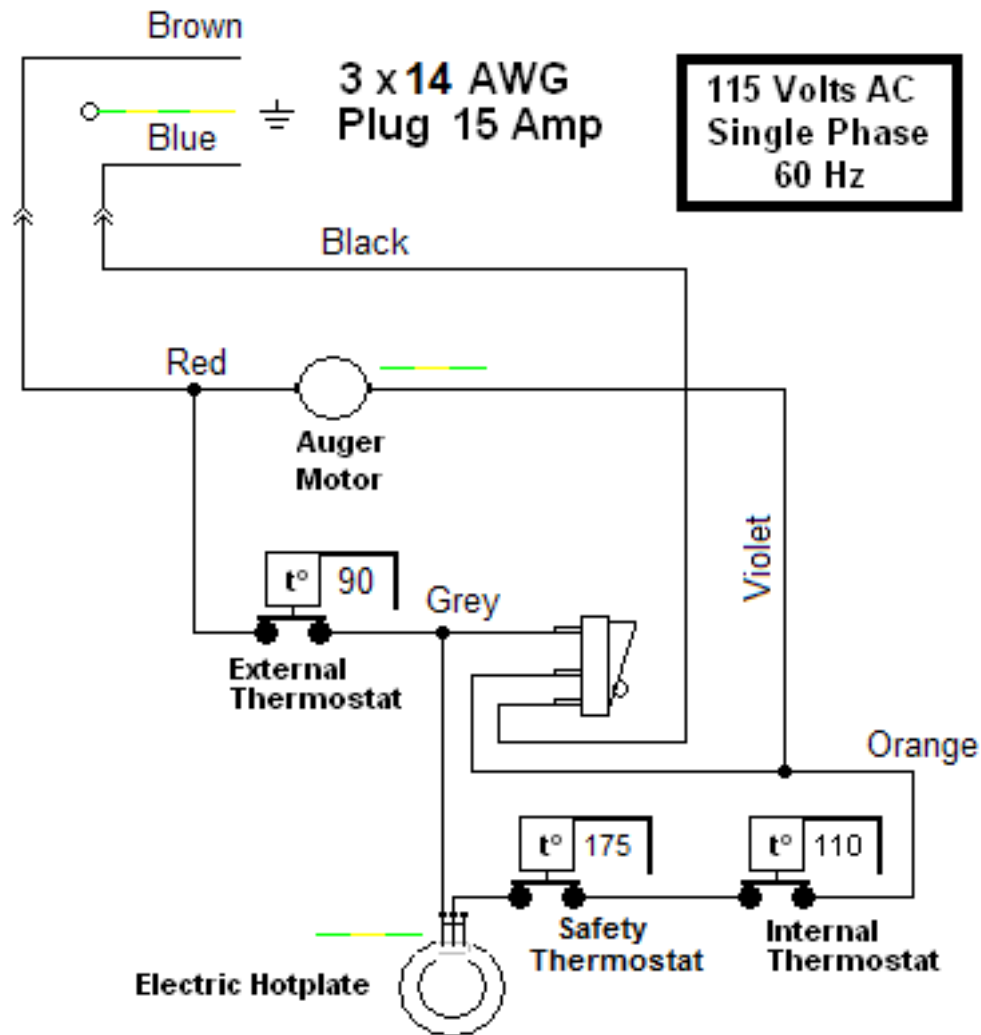 Brown
3 x 14 AWG
Plug 15 Amp
115 Volts AC
Single Phase
60 Hz
Blue
Black
Red
Auger
Motor
Violet
t° 90
Grey
External
Thermostat
Orange
t° 175
t° 110
Safety
Thermostat
Internal
Thermostat
Electric Hotplate